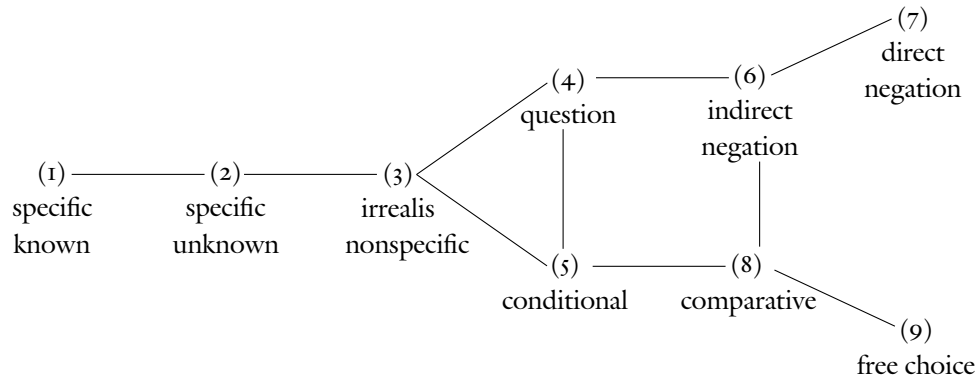 (7)
direct
negation
(4)
question
(6)
indirect
negation
(1)
specific
known
(2)
specific
unknown
(3)
irrealis
nonspecific
(5)
conditional
(8)
comparative
(9)
free choice